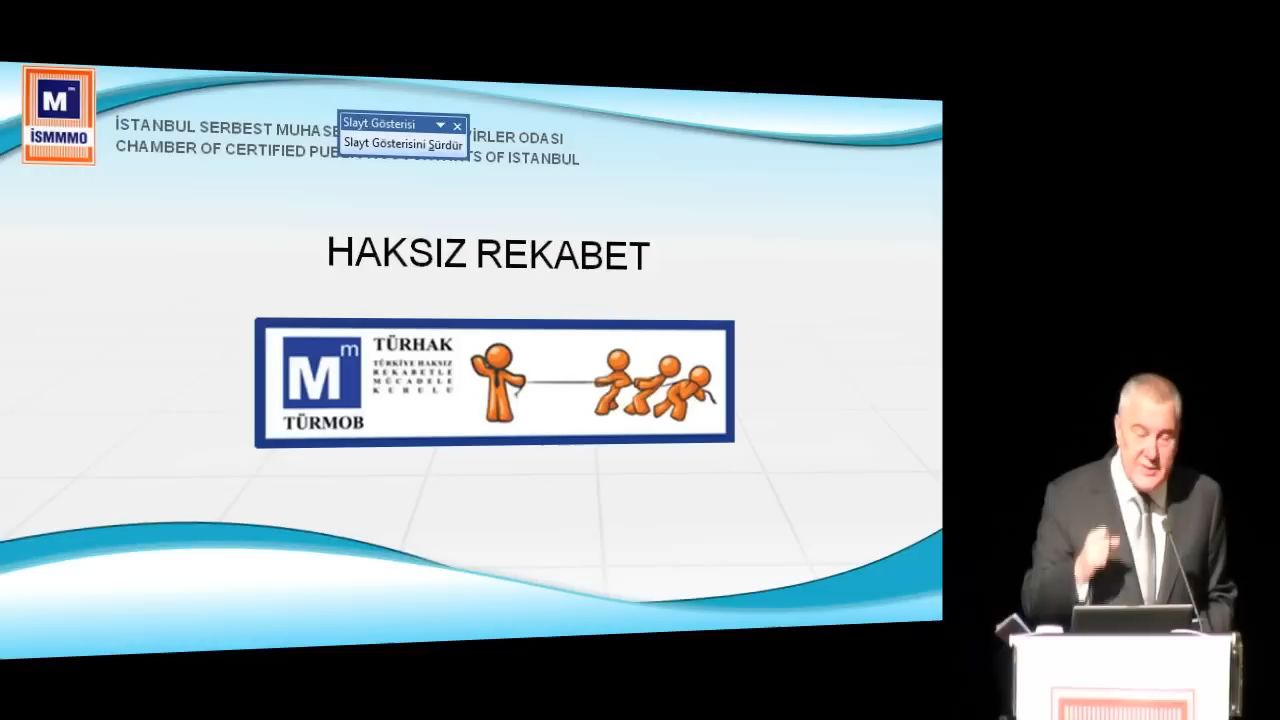 M m
İSMMMO
İSTANBUL SERBEST MUHASE
İRLER ODASI
CHAMBER OF CERTIFIED PUB
TS OF ISTANBUL
Slayt Gösterisi
Slayt Gösterisini Sürdür
HAKSIZ REKABET
M m
TÜRMOB
TÜRHAK
TÜRKİYE HAKSIZ
REKABETLE
MÜCADELE
KURULU